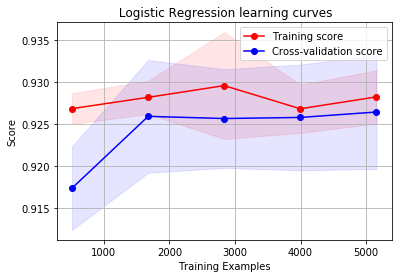 Logistic Regression learning curves
Training score
Cross-validation score
0.935
0.930
0.925
0.920
0.915
Score
1000 2000 3000 4000 5000
Training Examples